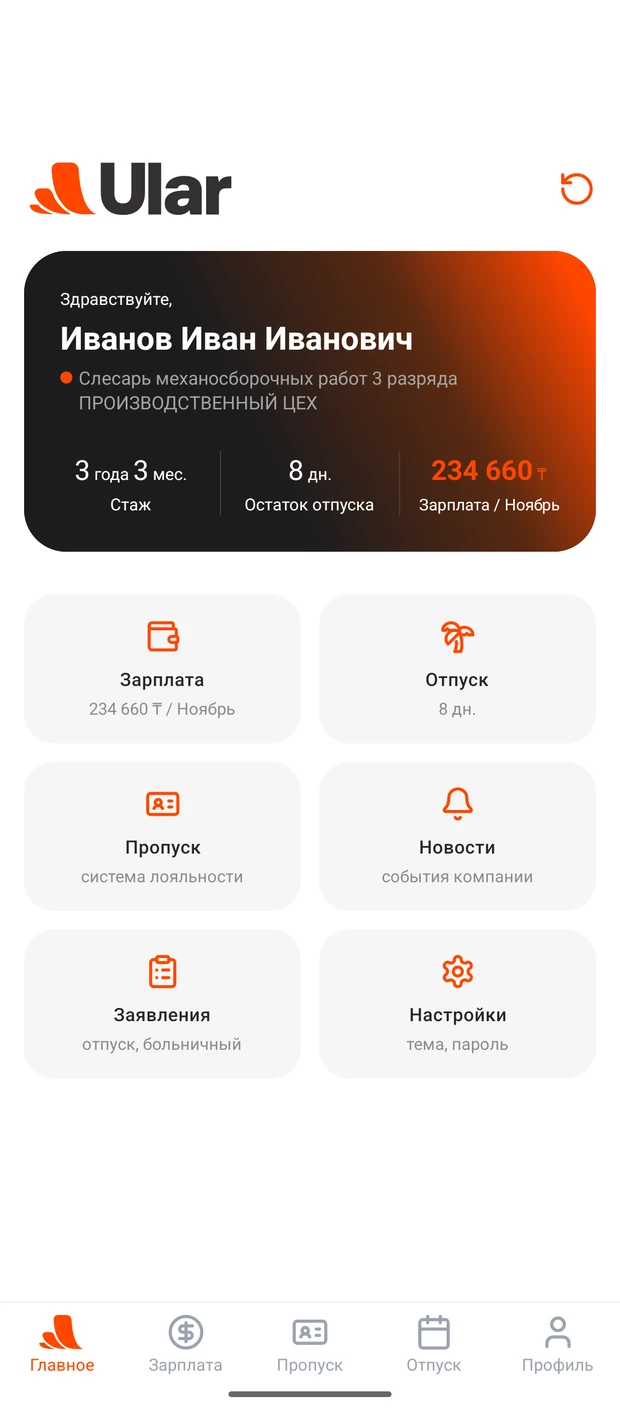 Ular
Здравствуйте,
Иванов Иван Иванович
Слесарь механосборочных работ 3 разряда
ПРОИЗВОДСТВЕННЫЙ ЦЕХ
3 года 3 мес.
Стаж
8 дн.
Остаток отпуска
234 660 ₸
Зарплата / Ноябрь
Зарплата
234 660 ₸ / Ноябрь
Отпуск
8 дн.
Пропуск
система лояльности
Новости
события компании
Заявления
отпуск, больничный
Настройки
тема, пароль
Главное
Зарплата
Пропуск
Отпуск
Профиль